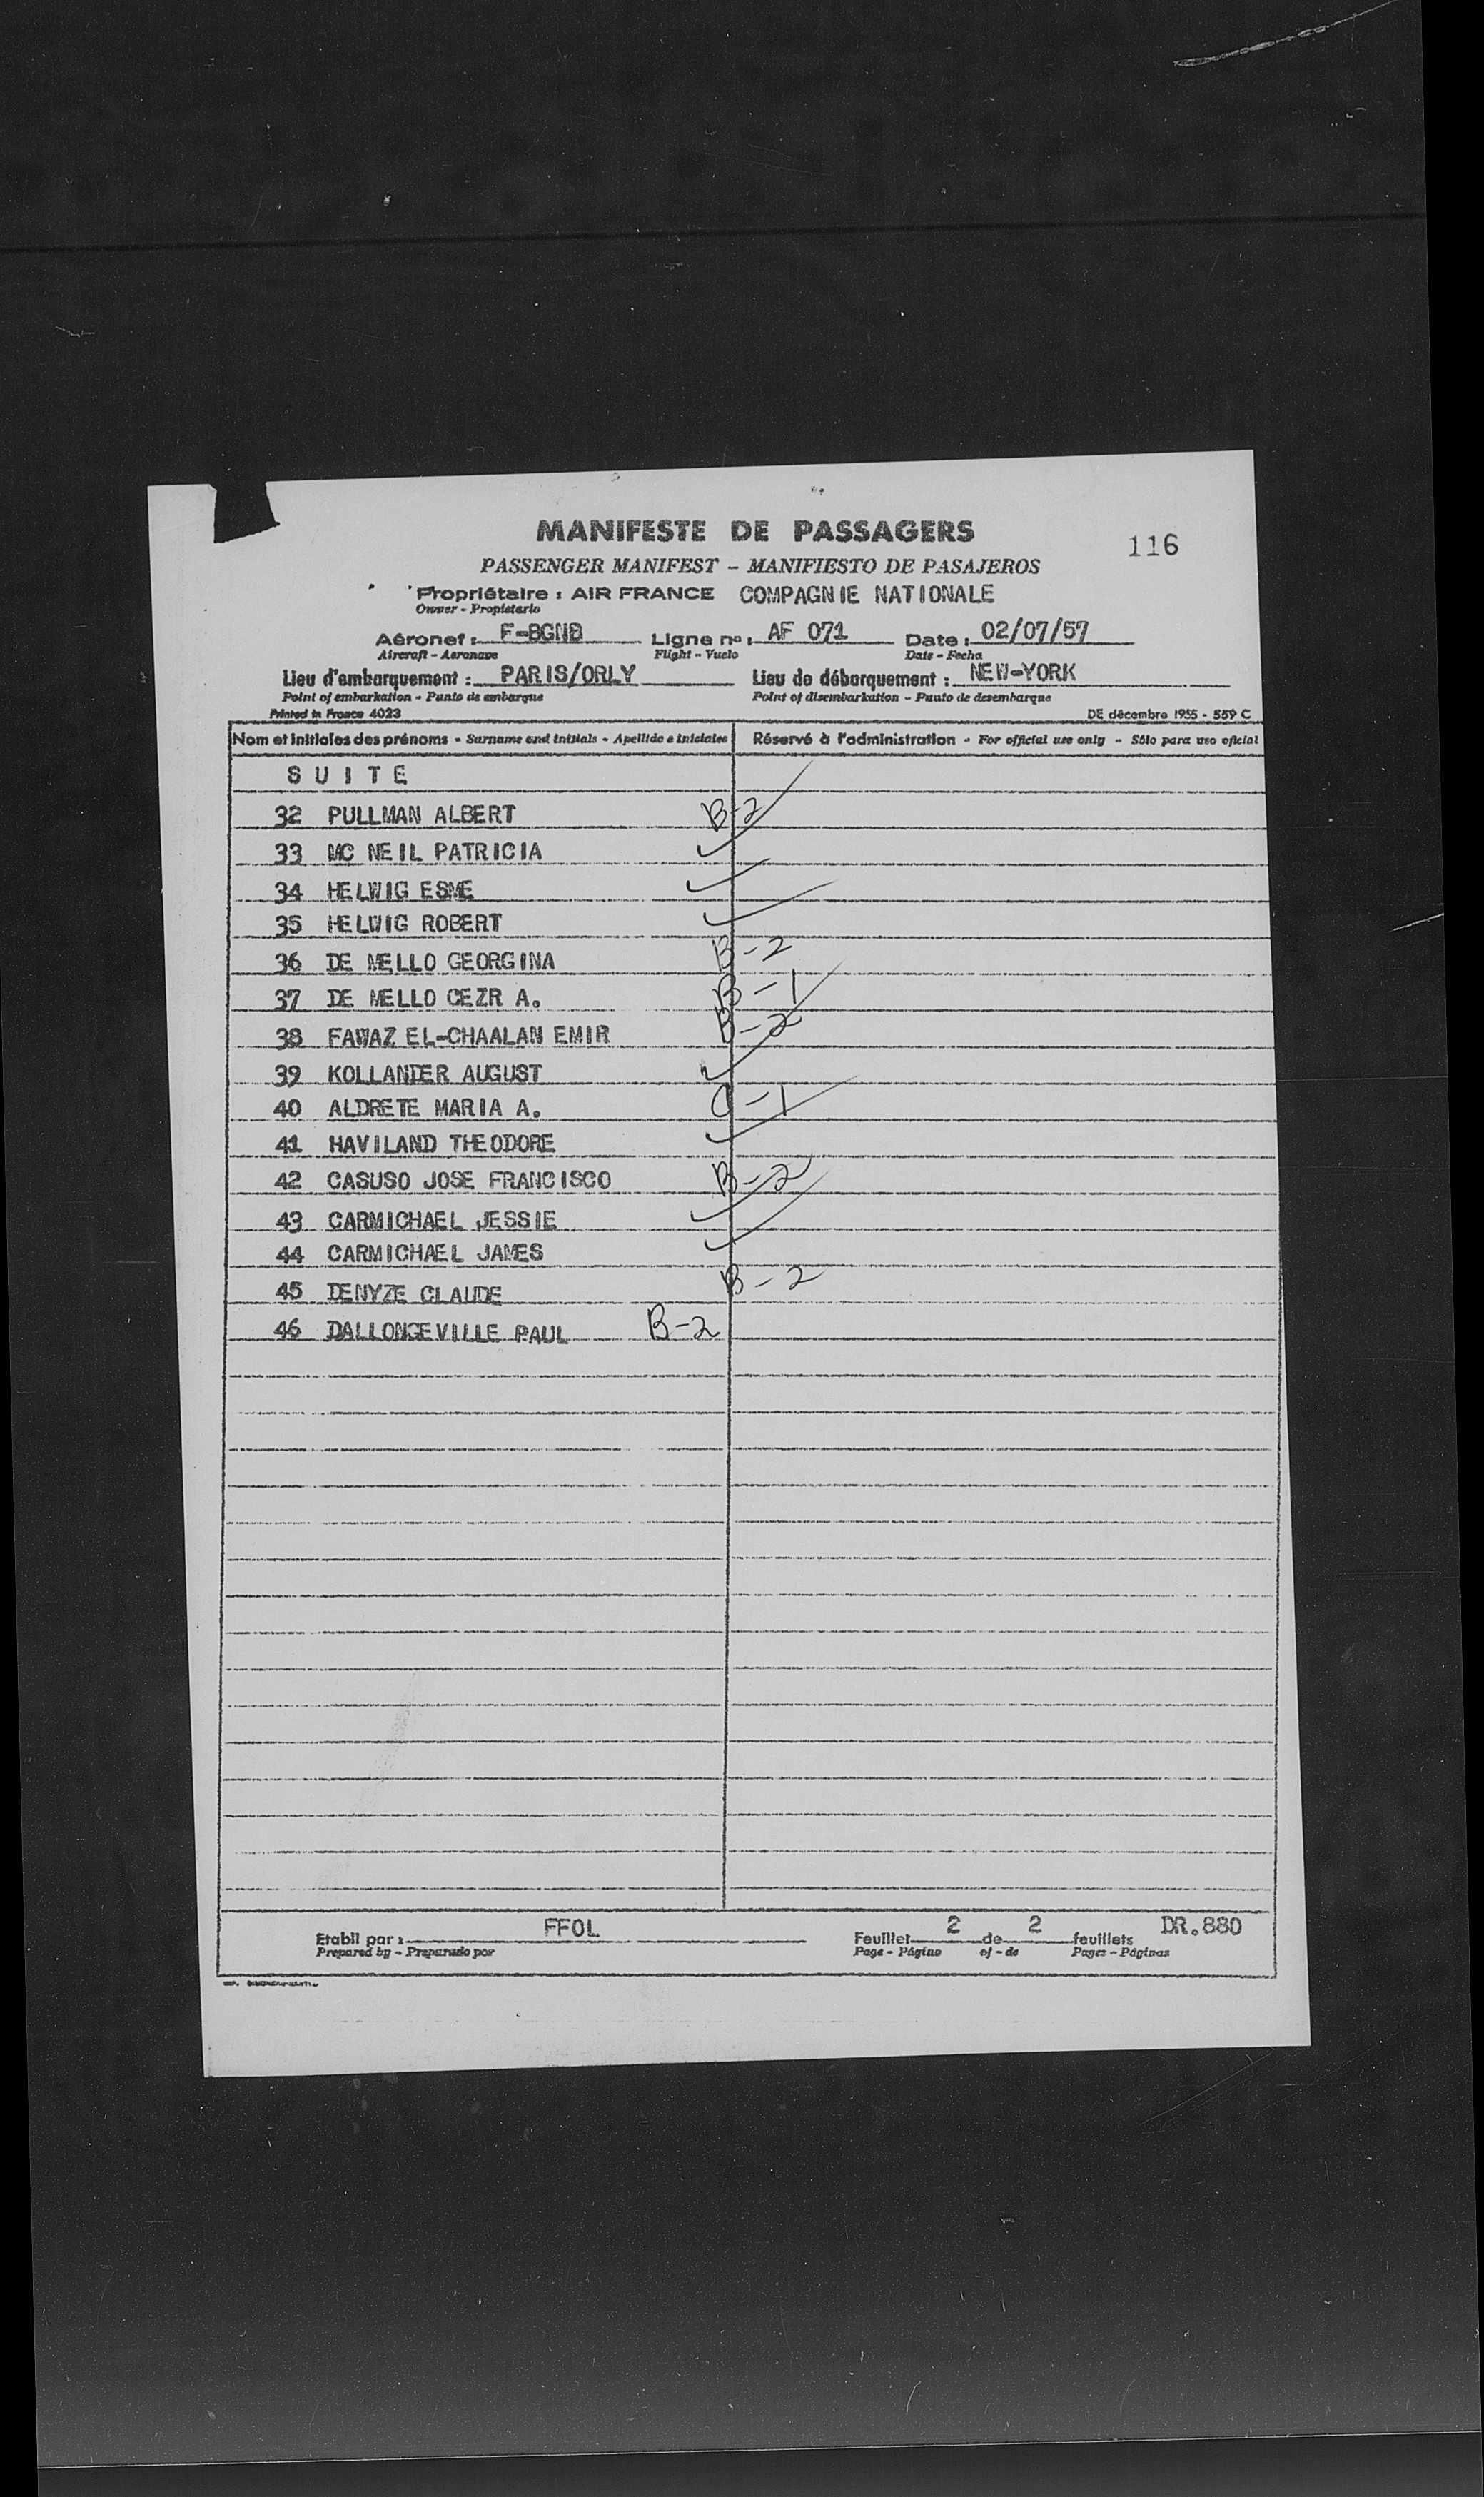 MANIFESTE DE PASSAGERS
116
PASSENGER MANIFEST – MANIFIESTO DE PASAJEROS
Propriétaire : AIR FRANCE COMPAGNIE NATIONALE
Owner - Propietario
Aéronef : F-BGNB Ligne nº : AF 071 Date : 02/07/57
Aircraft - Aeronave Flight - Vuelo Date - Fecha
Lieu d'embarquement : PARIS/ORLY Lieu de débarquement : NEW-YORK
Point of embarkation - Punto de embarque Point of disembarkation - Punto de desembarque
Printed in France 4023 DE décembre 1955 - 559 C
Nom et initiales des prénoms - Surname and initials - Apellido e iniciales Réservé à l'administration - For official use only - Sólo para uso oficial
SUITE
32 PULLMAN ALBERT B-2
33 MC NEIL PATRICIA ✓
34 HELWIG ESME ✓
35 HELWIG ROBERT ✓
36 DE MELLO GEORGINA B-2
37 DE MELLO CEZR A. B-1
38 FAWAZ EL-CHAALAN EMIR B-2
39 KOLLANDER AUGUST ✓
40 ALDRETE MARIA A. C-1
41 HAVILAND THEODORE ✓
42 CASUSO JOSE FRANCISCO B-2
43 CARMICHAEL JESSIE ✓
44 CARMICHAEL JAMES ✓
45 DENYZE CLAUDE B-2
46 DALLONGEVILLE PAUL B-2
Etabli par : FFOL Feuillet 2 de 2 feuillets DR.880
Prepared by - Preparado por Page - Página of - de Pages - Páginas